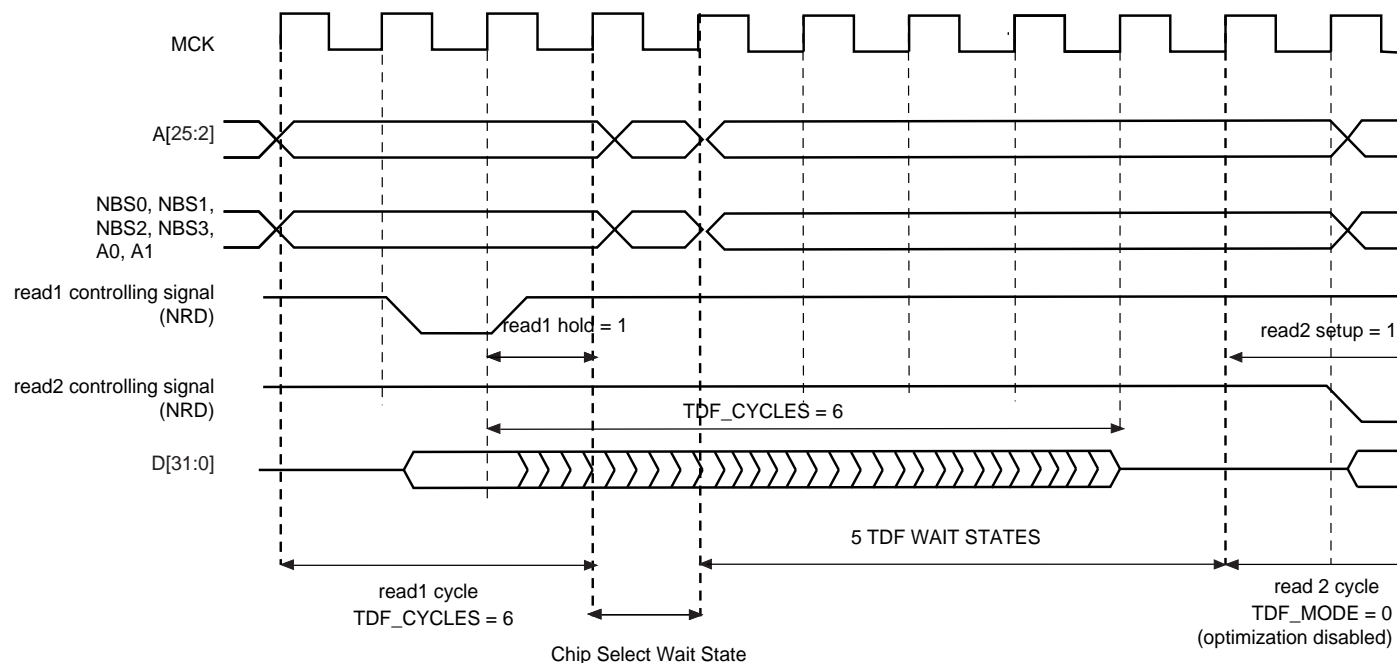 MCK
A[25:2]
NBS0, NBS1,
NBS2, NBS3,
A0, A1
read1 controlling signal
(NRD)
read1 hold = 1
read2 setup = 1
read2 controlling signal
(NRD)
TDF_CYCLES = 6
D[31:0]
5 TDF WAIT STATES
read1 cycle
TDF_CYCLES = 6
Chip Select Wait State
read 2 cycle
TDF_MODE = 0
(optimization disabled)